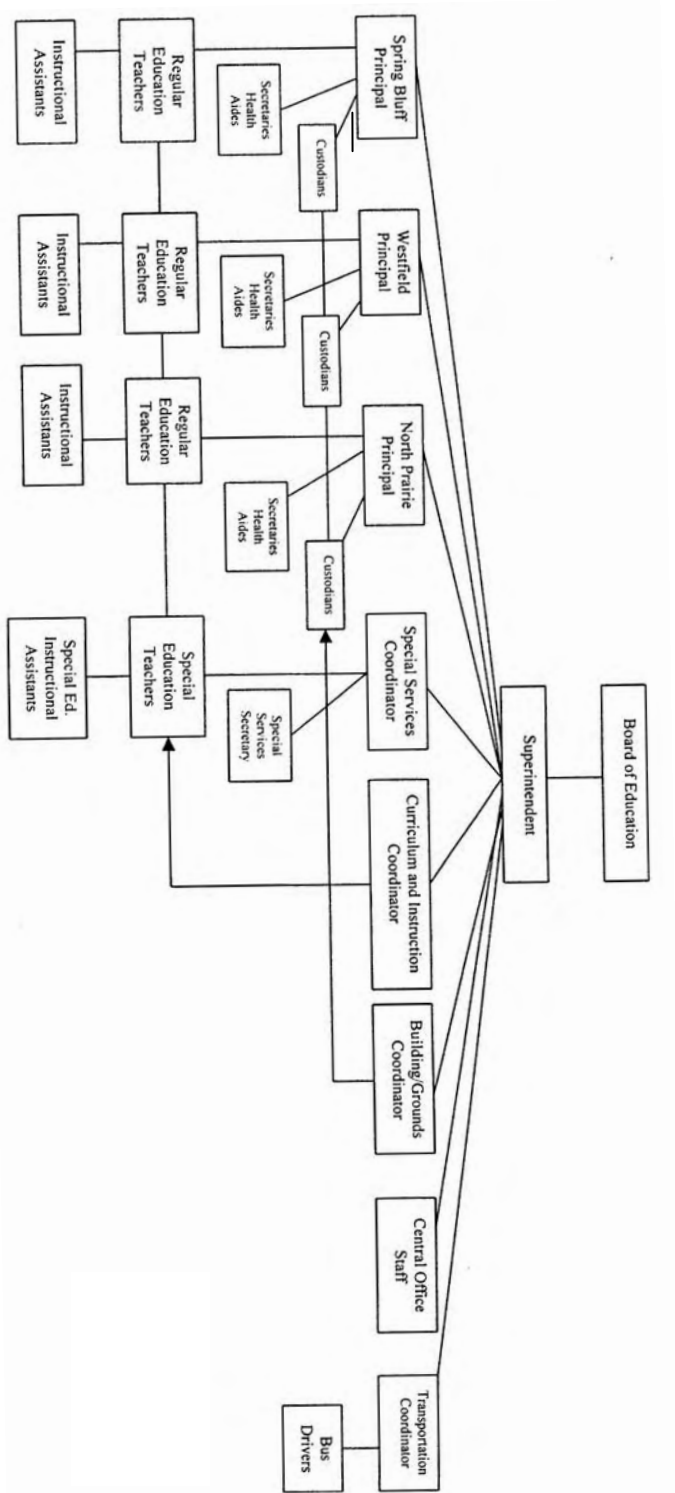 Board of Education
Superintendent
Spring Bluff
Principal
Westfield
Principal
North Prairie
Principal
Special Services
Coordinator
Curriculum and Instruction
Coordinator
Building/Grounds
Coordinator
Central Office
Staff
Transportation
Coordinator
Custodians
Custodians
Custodians
Secretaries
Health
Aides
Secretaries
Health
Aides
Secretaries
Health
Aides
Special
Services
Secretary
Bus
Drivers
Regular
Education
Teachers
Regular
Education
Teachers
Regular
Education
Teachers
Special
Education
Teachers
Instructional
Assistants
Instructional
Assistants
Instructional
Assistants
Special Ed.
Instructional
Assistants